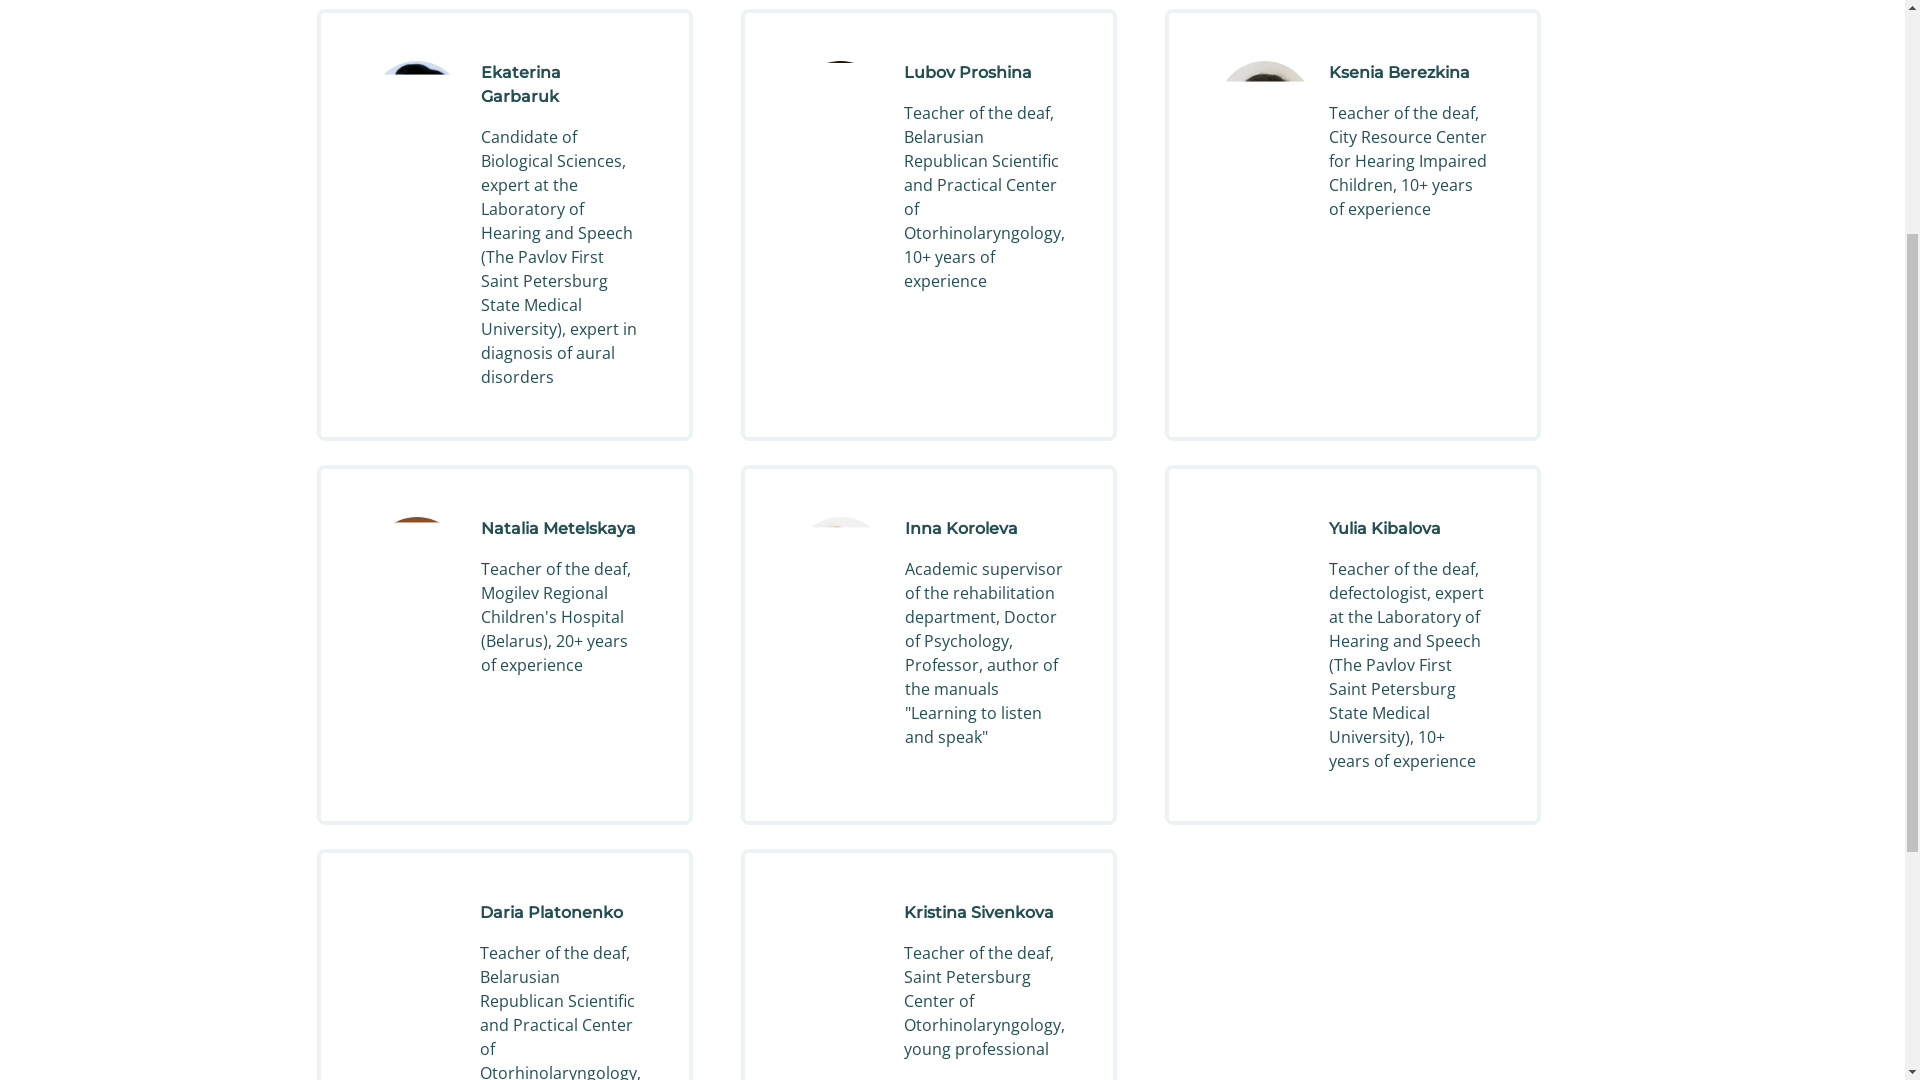 Ekaterina
Garbaruk
Candidate of
Biological Sciences,
expert at the
Laboratory of
Hearing and Speech
(The Pavlov First
Saint Petersburg
State Medical
University), expert in
diagnosis of aural
disorders
Lubov Proshina
Teacher of the deaf,
Belarusian
Republican Scientific
and Practical Center
of
Otorhinolaryngology,
10+ years of
experience
Ksenia Berezkina
Teacher of the deaf,
City Resource Center
for Hearing Impaired
Children, 10+ years
of experience
Natalia Metelskaya
Teacher of the deaf,
Mogilev Regional
Children's Hospital
(Belarus), 20+ years
of experience
Inna Koroleva
Academic supervisor
of the rehabilitation
department, Doctor
of Psychology,
Professor, author of
the manuals
"Learning to listen
and speak"
Yulia Kibalova
Teacher of the deaf,
defectologist, expert
at the Laboratory of
Hearing and Speech
(The Pavlov First
Saint Petersburg
State Medical
University), 10+
years of experience
Daria Platonenko
Teacher of the deaf,
Belarusian
Republican Scientific
and Practical Center
of
Otorhinolaryngology,
Kristina Sivenkova
Teacher of the deaf,
Saint Petersburg
Center of
Otorhinolaryngology,
young professional